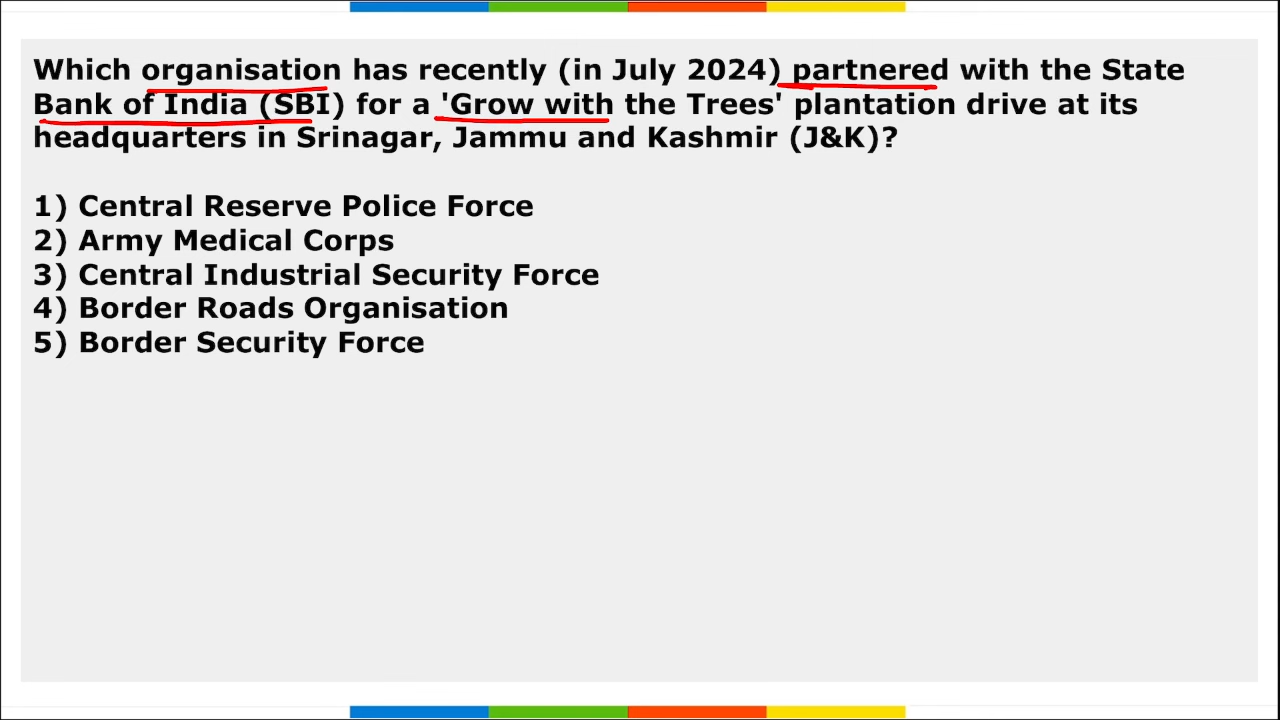 Which organisation has recently (in July 2024) partnered with the State
Bank of India (SBI) for a 'Grow with the Trees' plantation drive at its
headquarters in Srinagar, Jammu and Kashmir (J&K)?
1) Central Reserve Police Force
2) Army Medical Corps
3) Central Industrial Security Force
4) Border Roads Organisation
5) Border Security Force